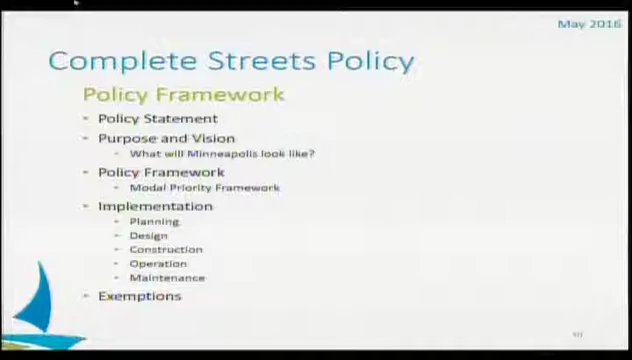 May 2016
Complete Streets Policy
Policy Framework
- Policy Statement
- Purpose and Vision
- What will Minneapolis look like?
- Policy Framework
- Modal Priority Framework
- Implementation
- Planning
- Design
- Construction
- Operation
- Maintenance
- Exemptions